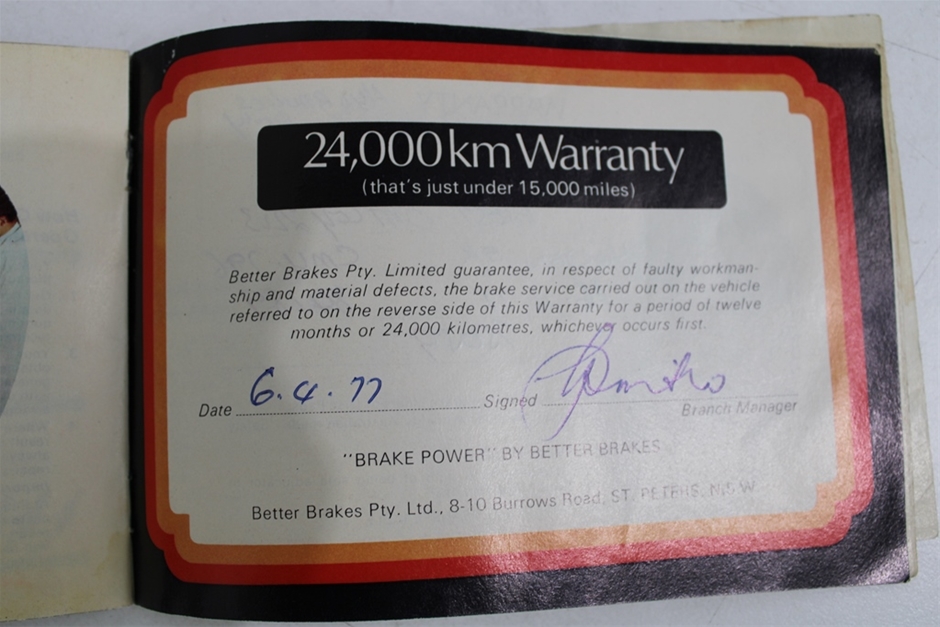 24,000 km Warranty
(that's just under 15,000 miles)
Better Brakes Pty. Limited guarantee, in respect of faulty workman-
ship and material defects, the brake service carried out on the vehicle
referred to on the reverse side of this Warranty for a period of twelve
months or 24,000 kilometres, whichever occurs first.
Date 6.4.77 Signed
Branch Manager
"BRAKE POWER" BY BETTER BRAKES
Better Brakes Pty. Ltd., 8-10 Burrows Road, ST. PETERS, N.S.W.